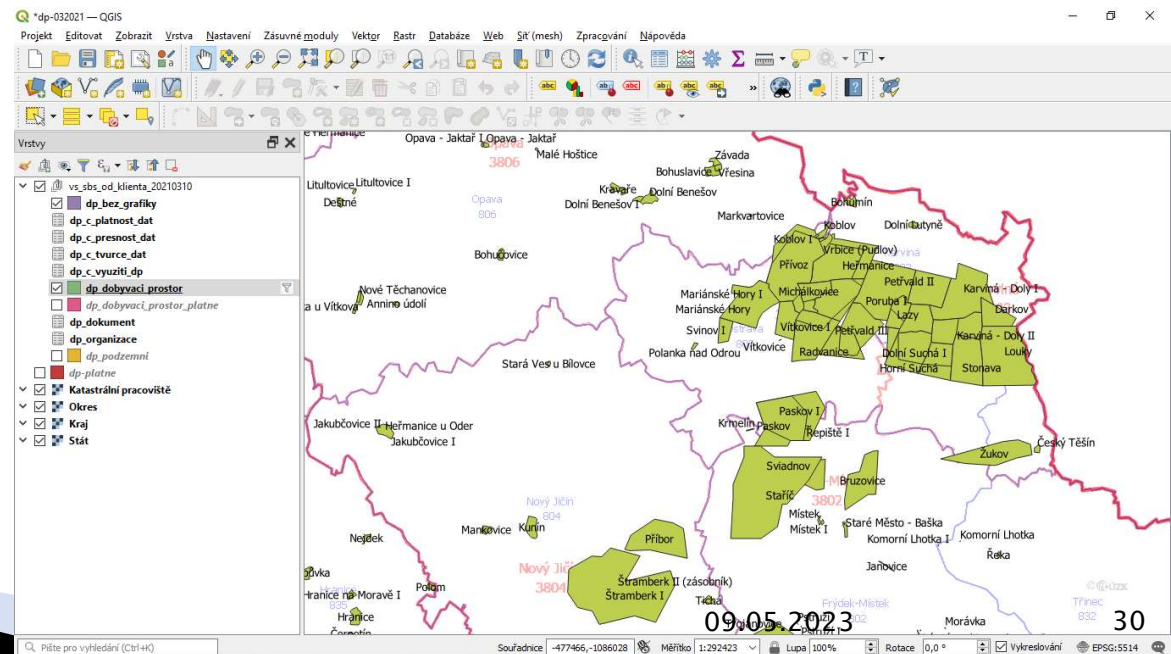 *dp-032021 — QGIS
Projekt Editovat Zobrazit Vrstva Nastavení Zásuvné moduly Vektor Rastr Databáze Web Síť (mesh) Zpracování Nápověda
Vrstvy
vs_sbs_od_klienta_20210310
dp_bez_grafiky
dp_c_platnost_dat
dp_c_presnost_dat
dp_c_tvurce_dat
dp_c_vyuziti_dp
dp_dobyvaci_prostor
dp_dobyvaci_prostor_platne
dp_dokument
dp_organizace
dp_podzemni
dp-platne
Katastrální pracoviště
Okres
Kraj
Stát
Opava - Jaktař I Opava - Jaktař
3806
Malé Hoštice
Závada
Bohuslavice Vřesina
Litultovice Litultovice I
Deštné
Opava
806
Kravaře
Dolní Benešov
Dolní Benešov I
Bohumín
Markvartovice
Koblov
Dolní Lutyně
Bohučovice
Koblov I
Vrbice (Pudlov)
Přívoz
Heřmanice
Petřvald II
Nové Těchanovice
a u Vítkova
Annino údolí
Mariánské Hory I
Michálkovice
Karviná - Doly I
Mariánské Hory
Poruba I
Lazy
Darkov
Svinov I
Vítkovice I
Petřvald III
Karviná - Doly II
Polanka nad Odrou
Vítkovice
Radvanice
Dolní Suchá I
Louky
Stará Ves u Bílovce
Horní Suchá
Stonava
Jakubčovice II
Heřmanice u Oder
Jakubčovice I
Paskov I
Krmelín
Paskov
Řepiště I
Český Těšín
Žukov
Sviadnov
Bruzovice
Staříč
3802
Nový Jičín
804
Místek
Místek I
Staré Město - Baška
Komorní Lhotka I
Komorní Lhotka
Mankovice
Kunín
Nejdek
Příbor
Řeka
Janovice
Nový Jičí
3804
Štramberk II (zásobník)
Štramberk I
Polom
Hranice na Moravě I
835
Hranice
Tichá
Frýdek-Místek
Třinec
832
Morávka
09.05.2023
30
Pište pro vyhledání (Ctrl+K)
Souřadnice -477466,-1086028 Měřítko 1:292423 Lupa 100% Rotace 0,0 ° Vykreslování EPSG:5514